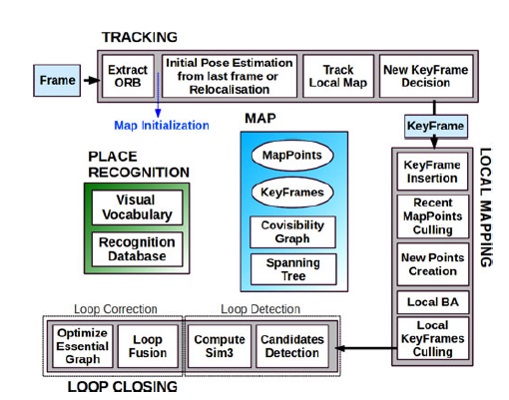 TRACKING
Frame
Extract
ORB
Initial Pose Estimation
from last frame or
Relocalisation
Track
Local Map
New KeyFrame
Decision
Map Initialization
KeyFrame
MAP
MapPoints
KeyFrames
Covisibility
Graph
Spanning
Tree
PLACE
RECOGNITION
Visual
Vocabulary
Recognition
Database
LOCAL MAPPING
KeyFrame
Insertion
Recent
MapPoints
Culling
New Points
Creation
Local BA
Local
KeyFrames
Culling
Loop Correction
Loop Detection
Optimize
Essential
Graph
Loop
Fusion
Compute
Sim3
Candidates
Detection
LOOP CLOSING